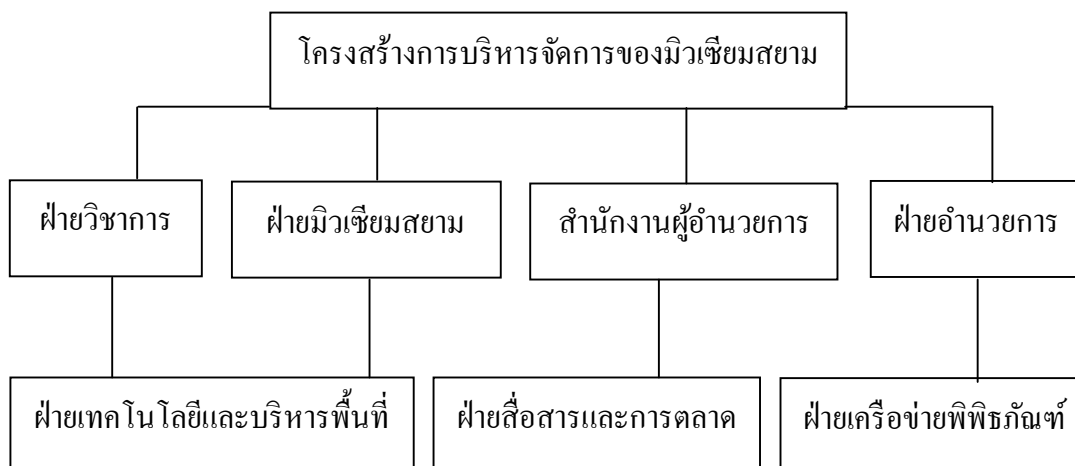 โครงสร้างการบริหารจัดการของมิวเซียมสยาม
ฝ่ายวิชาการ
ฝ่ายมิวเซียมสยาม
สำนักงานผู้อำนวยการ
ฝ่ายอำนวยการ
ฝ่ายเทคโนโลยีและบริหารพื้นที่
ฝ่ายสื่อสารและการตลาด
ฝ่ายเครือข่ายพิพิธภัณฑ์